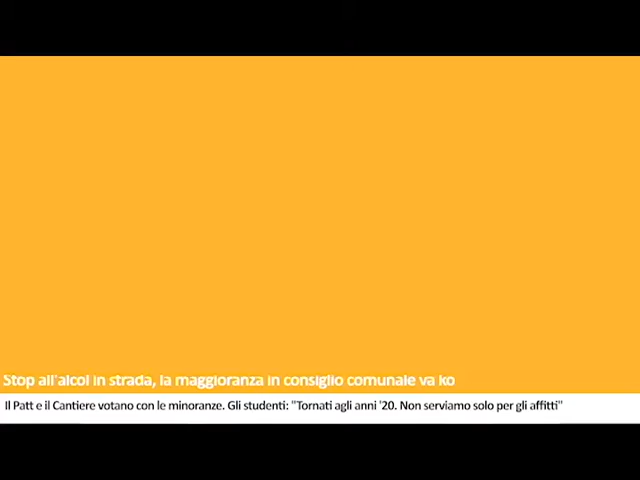 Stop all'alcol in strada, la maggioranza in consiglio comunale va ko
Il Patt e il Cantiere votano con le minoranze. Gli studenti: "Tornati agli anni '20. Non serviamo solo per gli affitti"